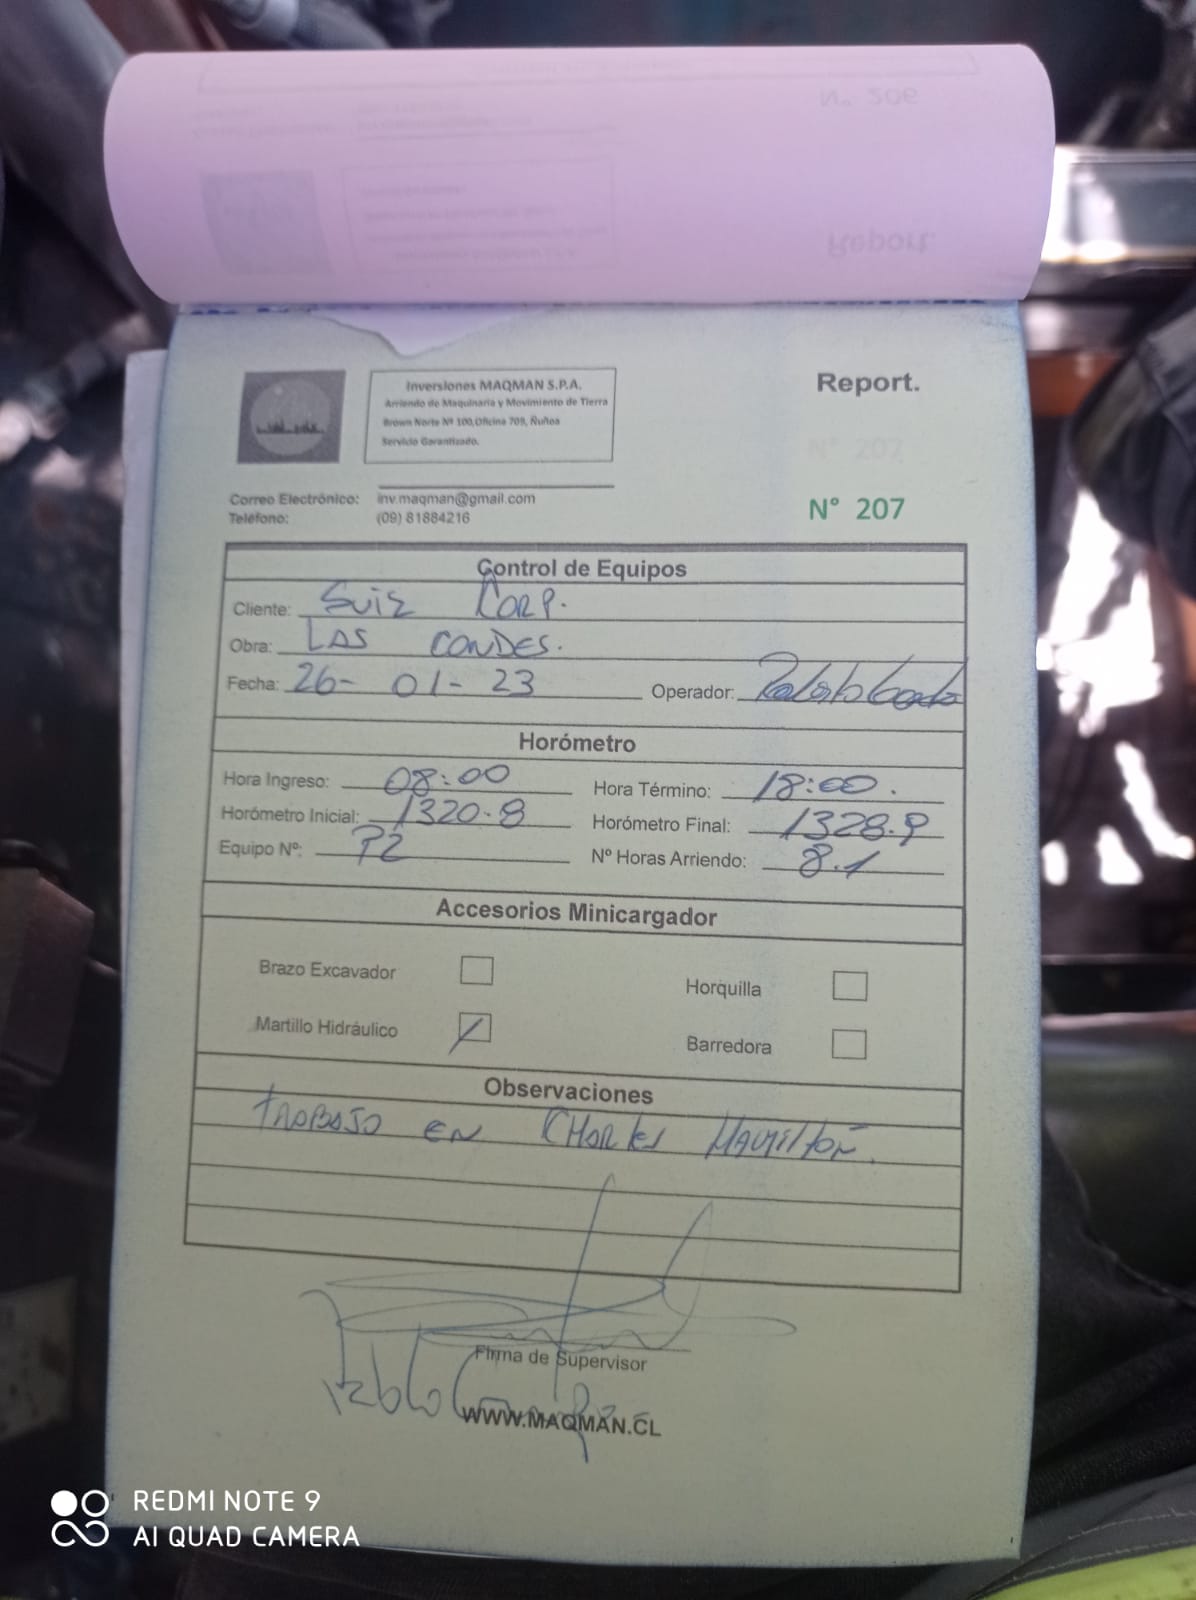 Report.
Inversiones MAQMAN S.P.A.
Arriendo de Maquinaria y Movimiento de Tierra
Brown Norte Nº 100, Oficina 709, Ñuñoa
Servicio Garantizado.
Correo Electrónico: inv.maqman@gmail.com
Teléfono: (09) 81884216
N° 207
Control de Equipos
Cliente: Suiz Corp.
Obra: LAS CONDES.
Fecha: 26-01-23 Operador:
Horómetro
Hora Ingreso: 08:00 Hora Término: 18:00.
Horómetro Inicial: 1320.8 Horómetro Final: 1328.9
Equipo Nº: P2 Nº Horas Arriendo: 8.1
Accesorios Minicargador
Brazo Excavador Horquilla
Martillo Hidráulico Barredora
Observaciones
TRABAJO EN CHARLES HAMILTON.
Firma de Supervisor
Pablo
WWW.MAQMAN.CL
REDMI NOTE 9
AI QUAD CAMERA